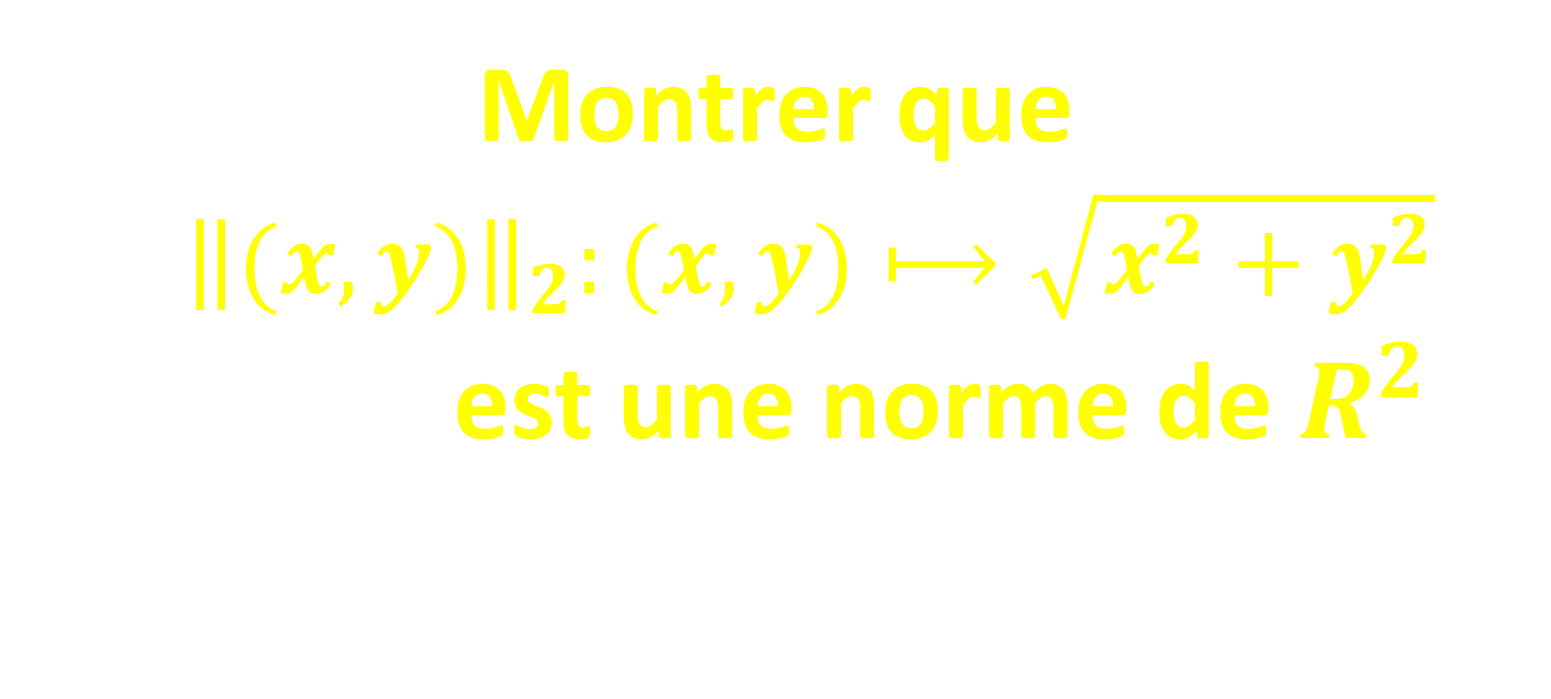 Montrer que
‖(x, y)‖₂: (x, y) ⟼ √(x² + y²)
est une norme de R²